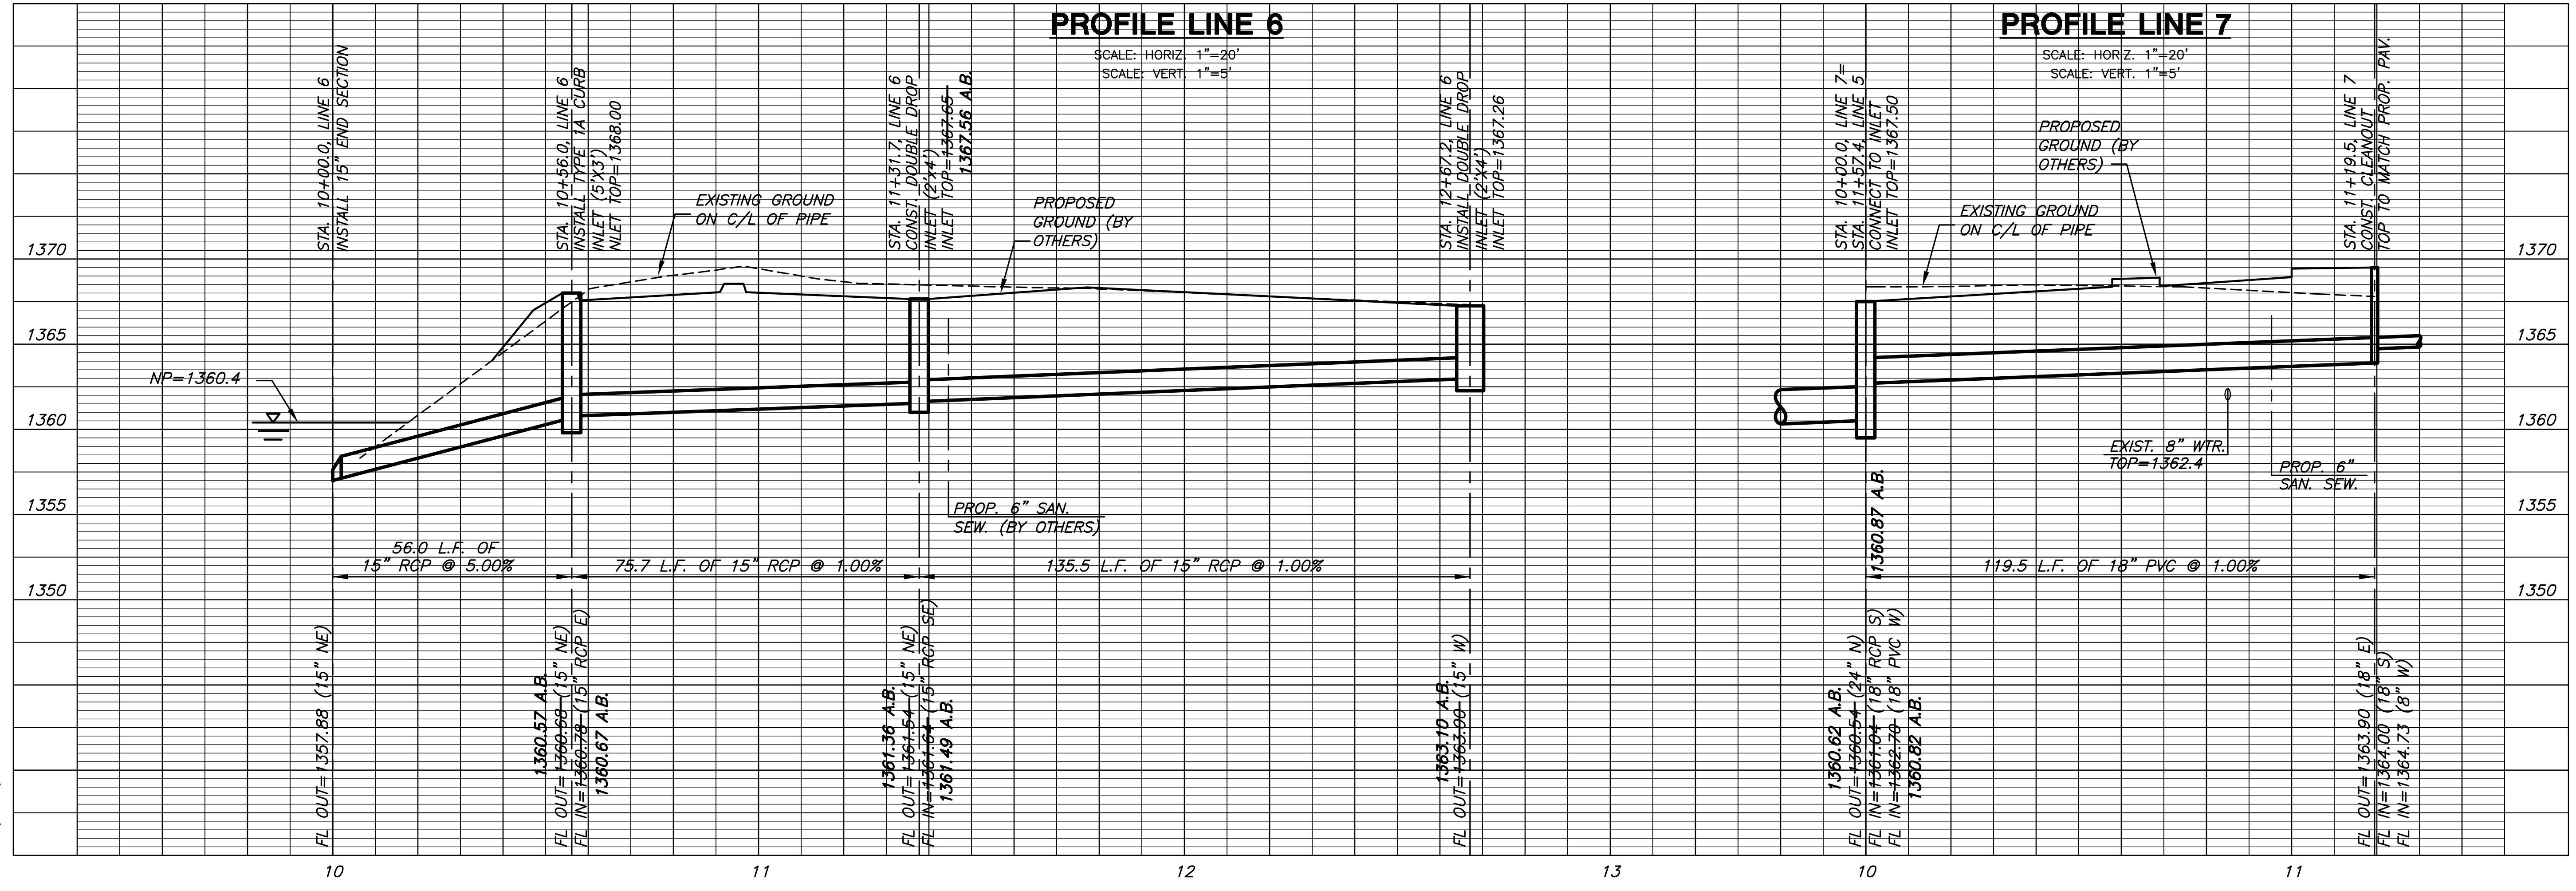 PROFILE LINE 6
SCALE: HORIZ. 1"=20'
SCALE: VERT. 1"=5'
STA. 10+00.0, LINE 6
INSTALL 15" END SECTION
STA. 10+56.0, LINE 6
INSTALL TYPE 1A CURB
INLET (5'X3')
NLET TOP=1368.00
STA. 11+31.7, LINE 6
CONST. DOUBLE DROP
INLET (2'X4')
INLET TOP=1367.65
1367.56 A.B.
STA. 12+67.2, LINE 6
INSTALL DOUBLE DROP
INLET (2'X4')
INLET TOP=1367.26
EXISTING GROUND
ON C/L OF PIPE
PROPOSED
GROUND (BY
OTHERS)
NP=1360.4
PROP. 6" SAN.
SEW. (BY OTHERS)
56.0 L.F. OF
15" RCP @ 5.00%
75.7 L.F. OF 15" RCP @ 1.00%
135.5 L.F. OF 15" RCP @ 1.00%
FL OUT=1357.88 (15" NE)
1360.57 A.B.
FL OUT=1360.68 (15" NE)
FL IN=1360.78 (15" RCP E)
1360.67 A.B.
1361.36 A.B.
FL OUT=1361.54 (15" NE)
FL IN=1361.64 (15" RCP SE)
1361.49 A.B.
1363.10 A.B.
FL OUT=1363.00 (15" W)
PROFILE LINE 7
SCALE: HORIZ. 1"=20'
SCALE: VERT. 1"=5'
STA. 10+00.0, LINE 7=
STA. 11+57.4, LINE 5
CONNECT TO INLET
INLET TOP=1367.50
PROPOSED
GROUND (BY
OTHERS)
EXISTING GROUND
ON C/L OF PIPE
STA. 11+19.5, LINE 7
CONST. CLEANOUT
TOP TO MATCH PROP. PAV.
EXIST. 8" WTR.
TOP=1362.4
PROP. 6"
SAN. SEW.
1360.87 A.B.
119.5 L.F. OF 18" PVC @ 1.00%
1360.62 A.B.
FL OUT=1360.54 (24" N)
FL IN=1361.04 (18" RCP S)
FL IN=1362.70 (18" PVC W)
1360.82 A.B.
FL OUT=1363.90 (18" E)
FL IN=1364.00 (18" S)
FL IN=1364.73 (8" W)
1370
1365
1360
1355
1350
1370
1365
1360
1355
1350
10
11
12
13
10
11